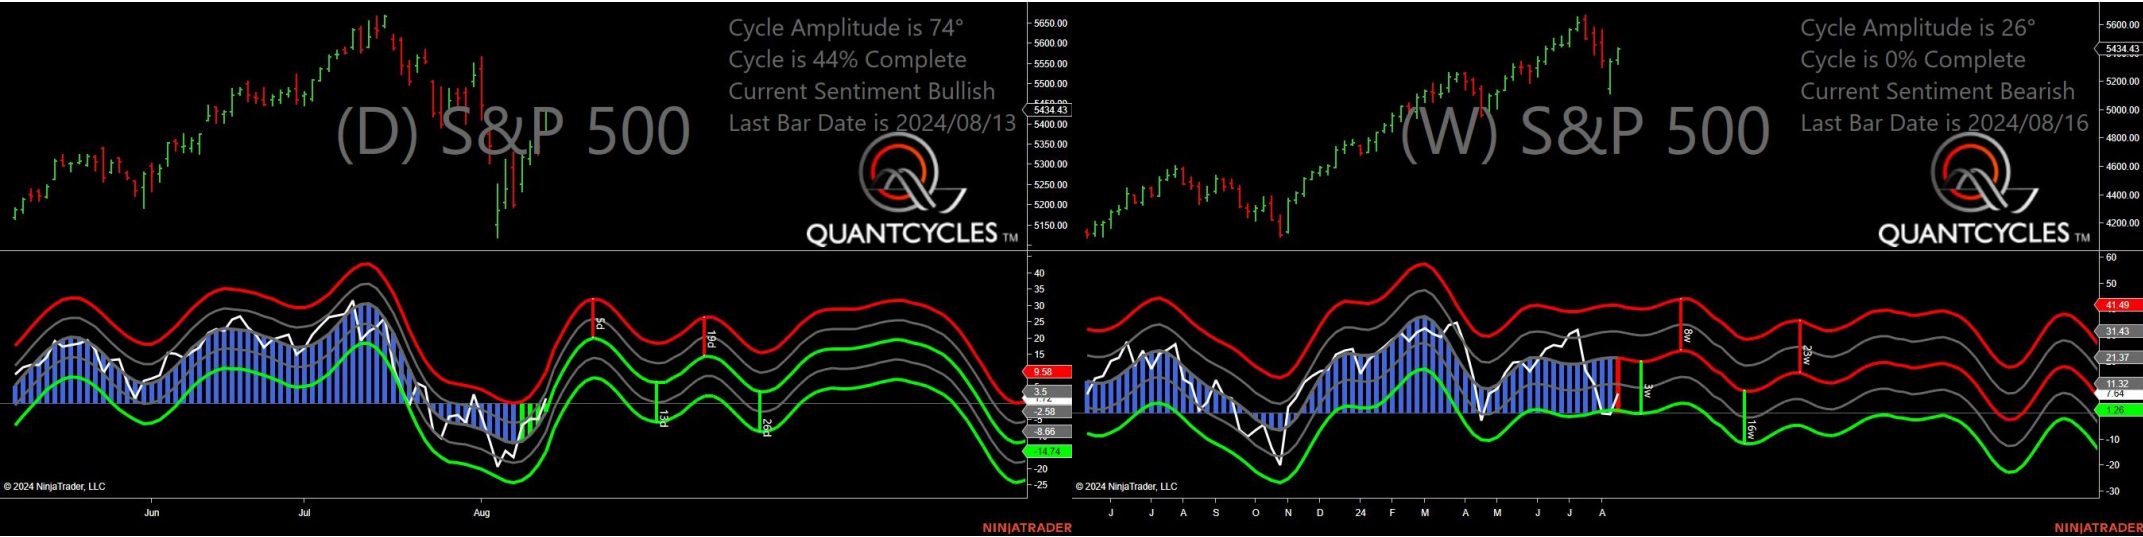 Cycle Amplitude is 74°
Cycle is 44% Complete
Current Sentiment Bullish
Last Bar Date is 2024/08/13
(D) S&P 500
QUANTCYCLES TM
5650.00
5600.00
5550.00
5500.00
5434.43
5400.00
5350.00
5300.00
5250.00
5200.00
5150.00
40
35
30
25
20
15
9.58
3.5
-2.58
-8.66
-14.74
-20
-25
5d
13d
19d
26d
© 2024 NinjaTrader, LLC
Jun
Jul
Aug
NINJATRADER
Cycle Amplitude is 26°
Cycle is 0% Complete
Current Sentiment Bearish
Last Bar Date is 2024/08/16
(W) S&P 500
QUANTCYCLES TM
5600.00
5434.43
5200.00
5000.00
4800.00
4600.00
4400.00
4200.00
60
50
41.49
31.43
21.37
11.32
7.64
1.26
-10
-20
-30
3w
8w
16w
23w
© 2024 NinjaTrader, LLC
J J A S O N D 24 F M A M J J A
NINJATRADER